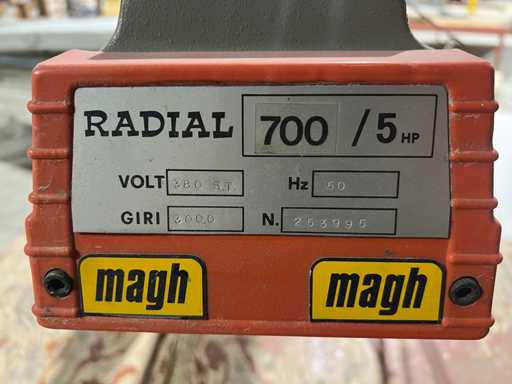 RADIAL 700 /5 HP
VOLT 380 S.T. Hz 50
GIRI 3000 N. 253995
magh magh